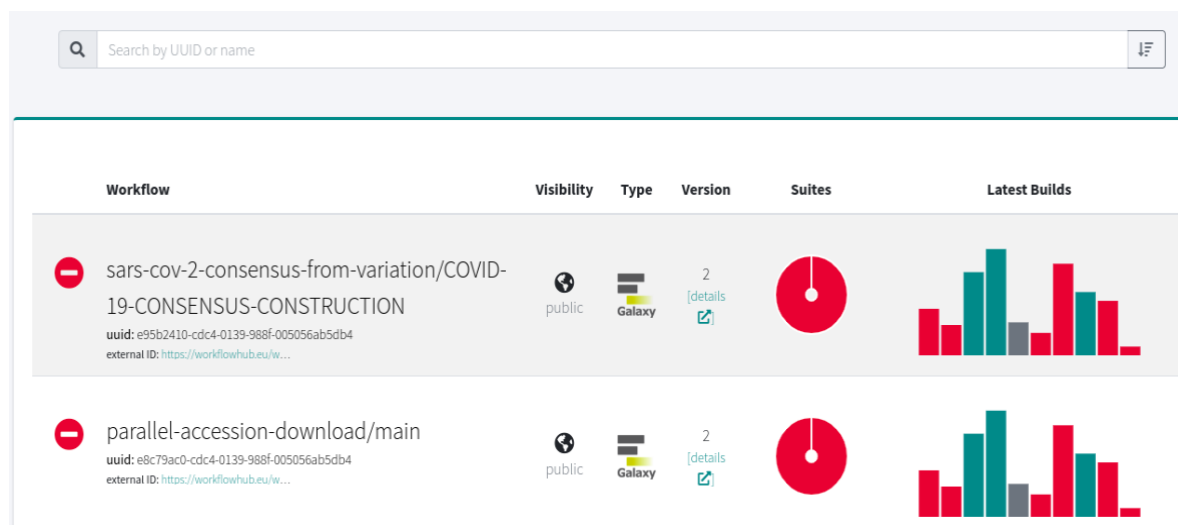 Search by UUID or name
Workflow Visibility Type Version Suites Latest Builds
sars-cov-2-consensus-from-variation/COVID-
19-CONSENSUS-CONSTRUCTION
uuid: e95b2410-cdc4-0139-988f-005056ab5db4
external ID: https://workflowhub.eu/w...
public
Galaxy
2
[details
]
parallel-accession-download/main
uuid: e8c79ac0-cdc4-0139-988f-005056ab5db4
external ID: https://workflowhub.eu/w...
public
Galaxy
2
[details
]